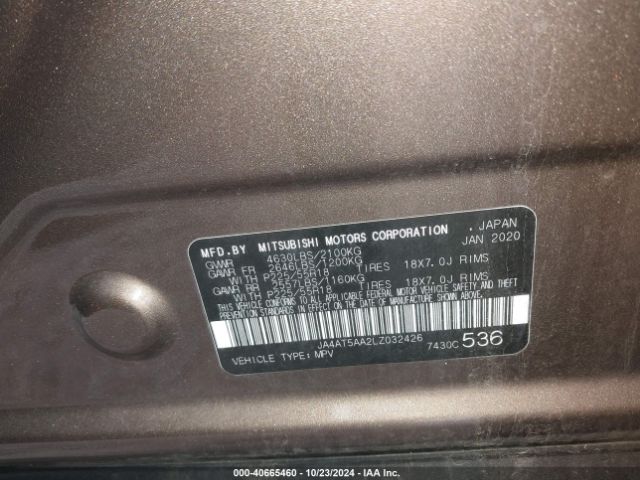 MFD.BY MITSUBISHI MOTORS CORPORATION . JAPAN
GVWR 4630LBS/2100KG JAN 2020
GAWR FR 2646LBS/1200KG
WITH P225/55R18 TIRES 18X7.0J RIMS
GAWR RR 2557LBS/1160KG
WITH P225/55R18 TIRES 18X7.0J RIMS
THIS VEHICLE CONFORMS TO ALL APPLICABLE FEDERAL MOTOR VEHICLE SAFETY AND THEFT
PREVENTION STANDARDS IN EFFECT ON THE DATE OF MANUFACTURE SHOWN ABOVE.
JA4AT5AA2LZ032426 7430C 536
VEHICLE TYPE:MPV
000-40665460 - 10/23/2024 - IAA Inc.